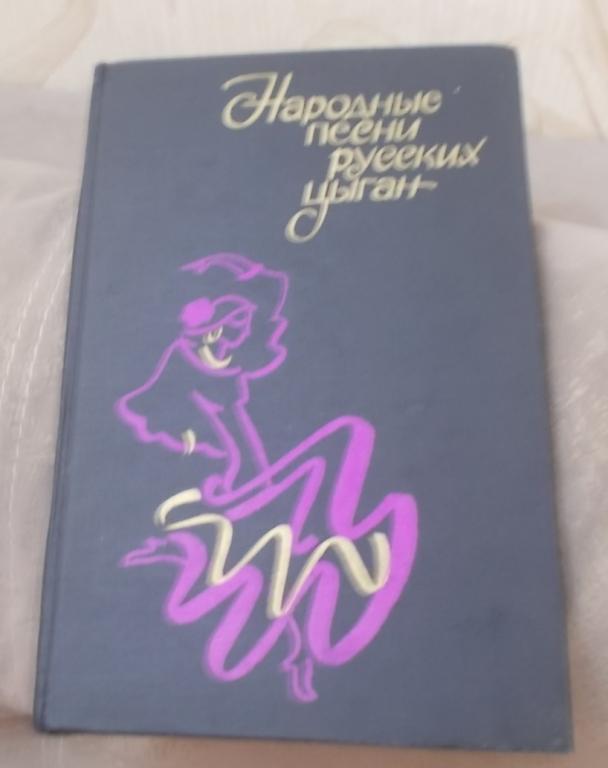 Народные
песни
русских
цыган